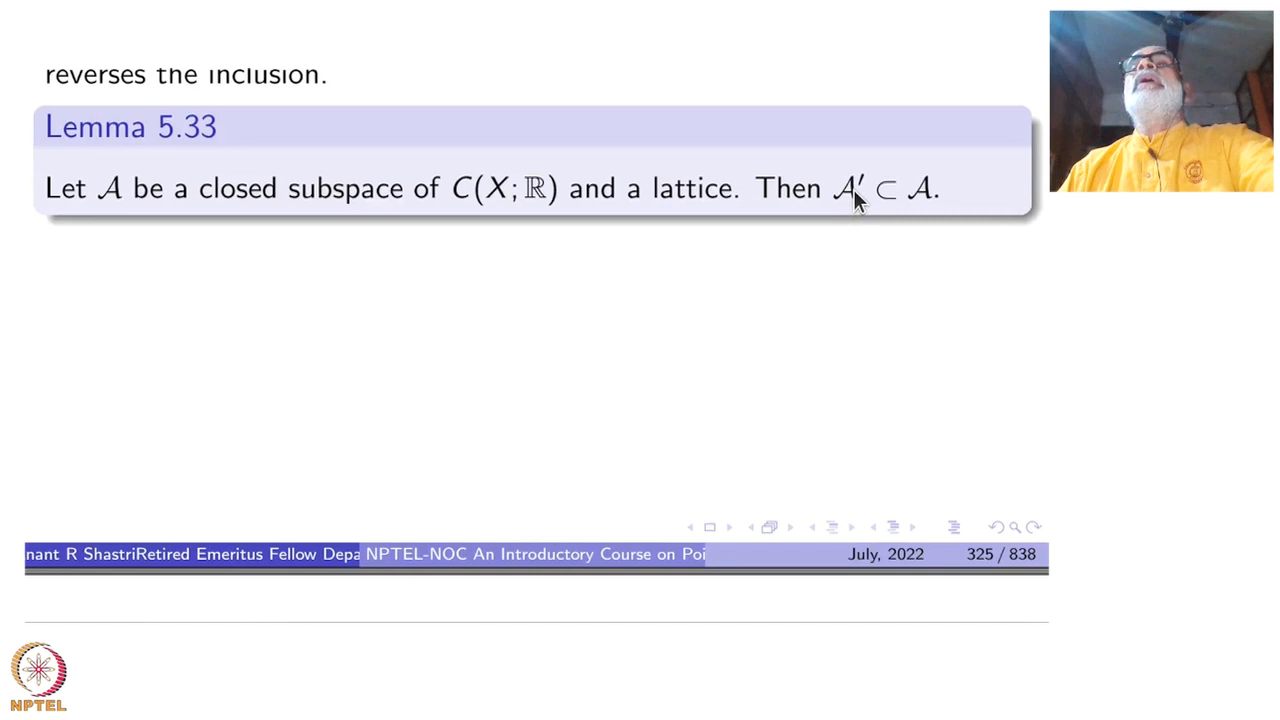 reverses the inclusion.
Lemma 5.33
Let 𝒜 be a closed subspace of C(X; ℝ) and a lattice. Then 𝒜′ ⊂ 𝒜.
nant R ShastriRetired Emeritus Fellow Depa NPTEL-NOC An Introductory Course on Poi July, 2022 325 / 838
NPTEL